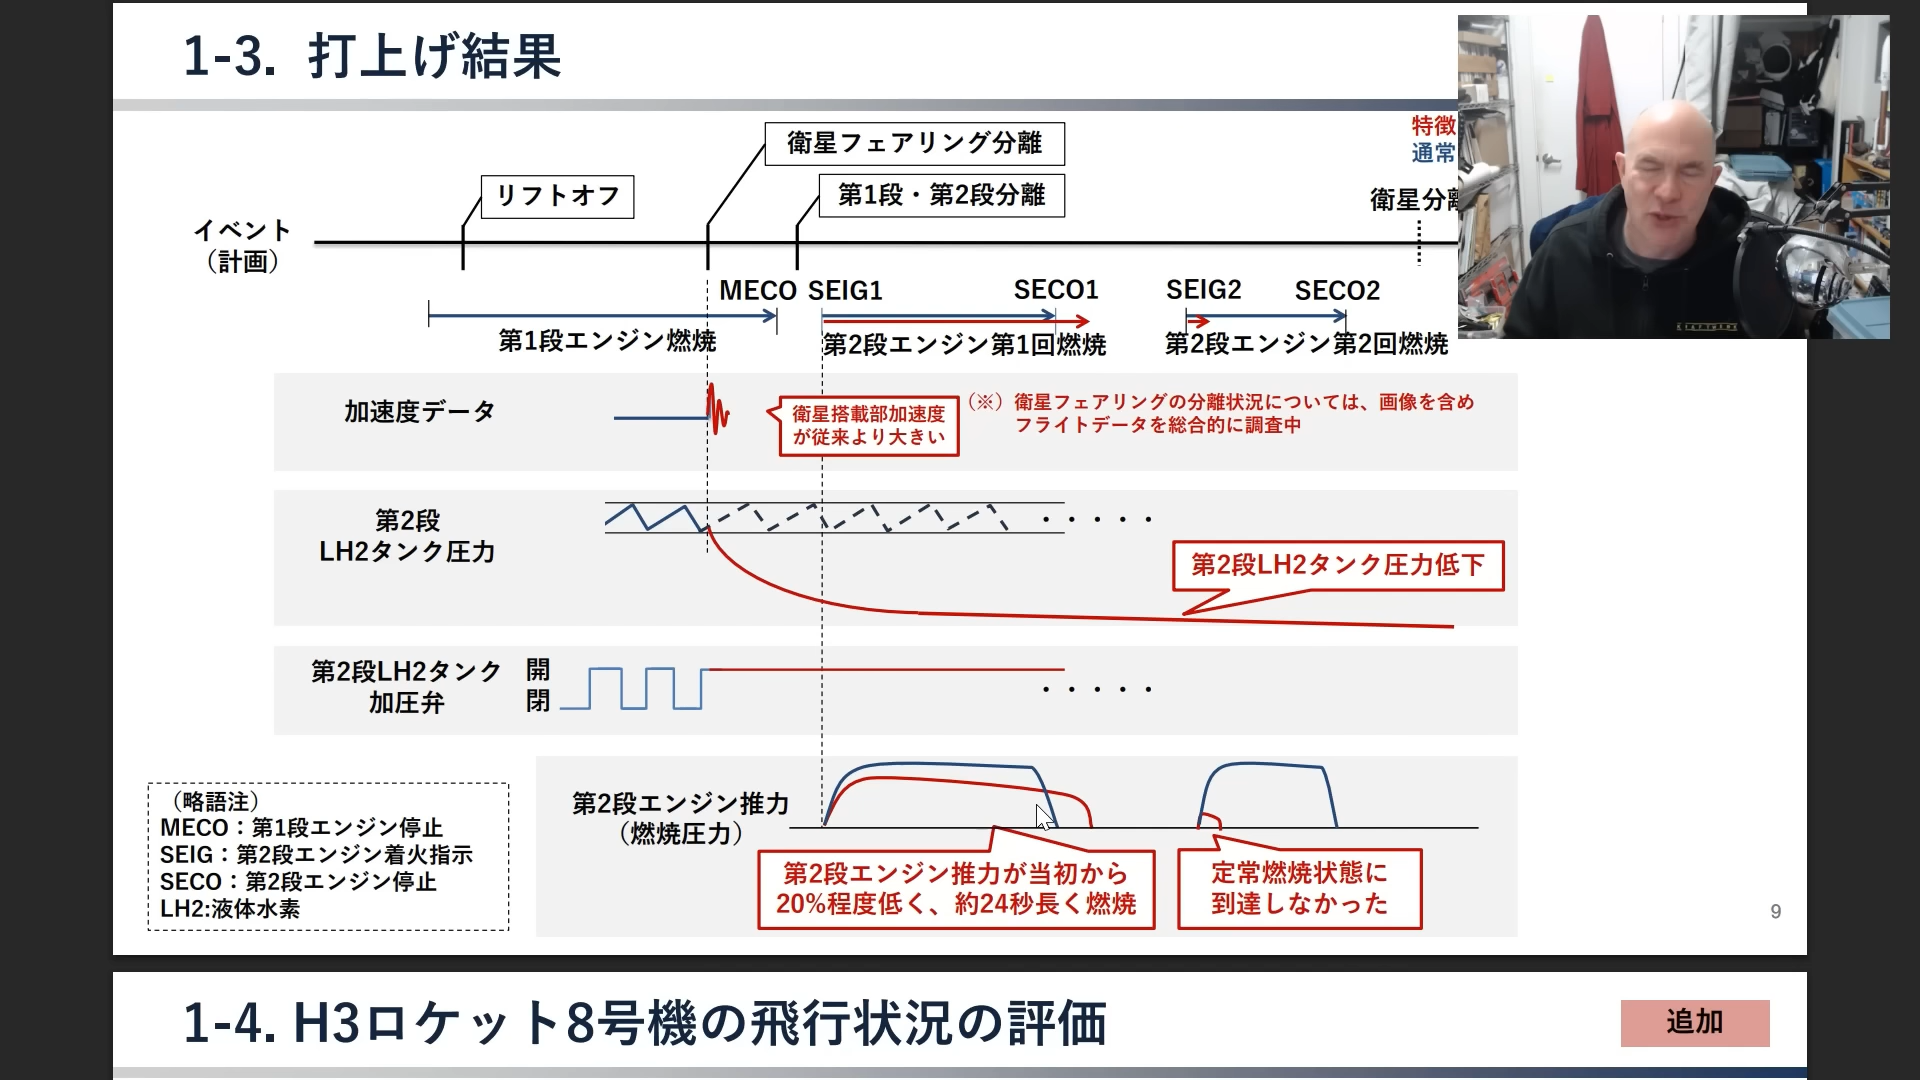 1-3. 打上げ結果
特徴
通常
衛星フェアリング分離
リフトオフ
第1段・第2段分離
衛星分離
イベント
（計画）
MECO SEIG1 SECO1 SEIG2 SECO2
第1段エンジン燃焼
第2段エンジン第1回燃焼
第2段エンジン第2回燃焼
加速度データ
衛星搭載部加速度
が従来より大きい
（※）衛星フェアリングの分離状況については、画像を含め
フライトデータを総合的に調査中
第2段
LH2タンク圧力
第2段LH2タンク圧力低下
第2段LH2タンク
加圧弁
開
閉
第2段エンジン推力
（燃焼圧力）
第2段エンジン推力が当初から
20%程度低く、約24秒長く燃焼
定常燃焼状態に
到達しなかった
（略語注）
MECO：第1段エンジン停止
SEIG：第2段エンジン着火指示
SECO：第2段エンジン停止
LH2:液体水素
9
1-4. H3ロケット8号機の飛行状況の評価
追加